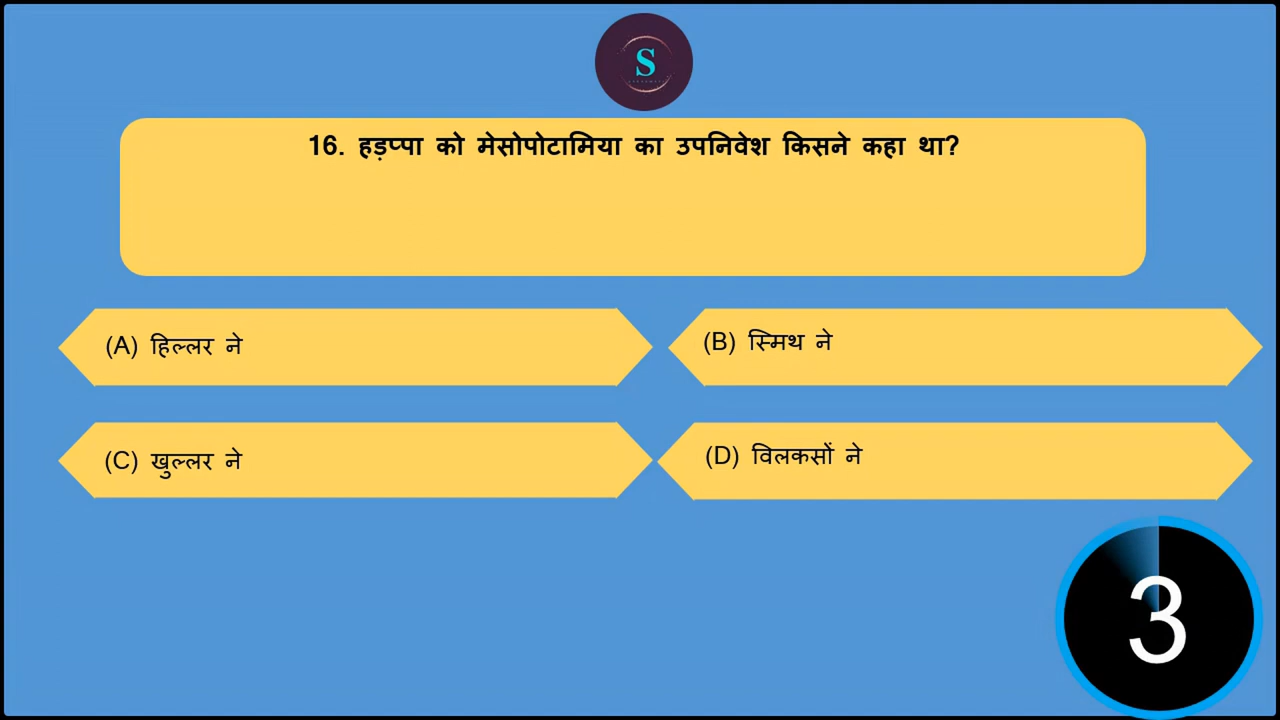 S
16. हड़प्पा को मेसोपोटामिया का उपनिवेश किसने कहा था?
(A) हिल्लर ने
(B) स्मिथ ने
(C) खुल्लर ने
(D) विलकसों ने
3